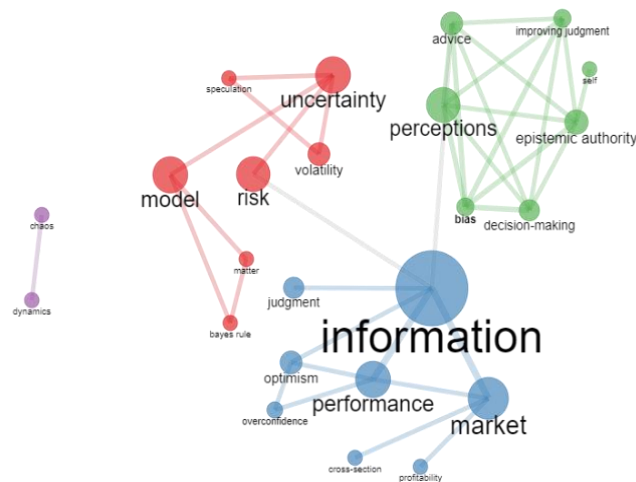 advice
improving judgment
speculation
self
uncertainty
perceptions
epistemic authority
volatility
model
risk
bias
decision-making
chaos
matter
judgment
dynamics
bayes rule
information
optimism
performance
overconfidence
market
cross-section
profitability